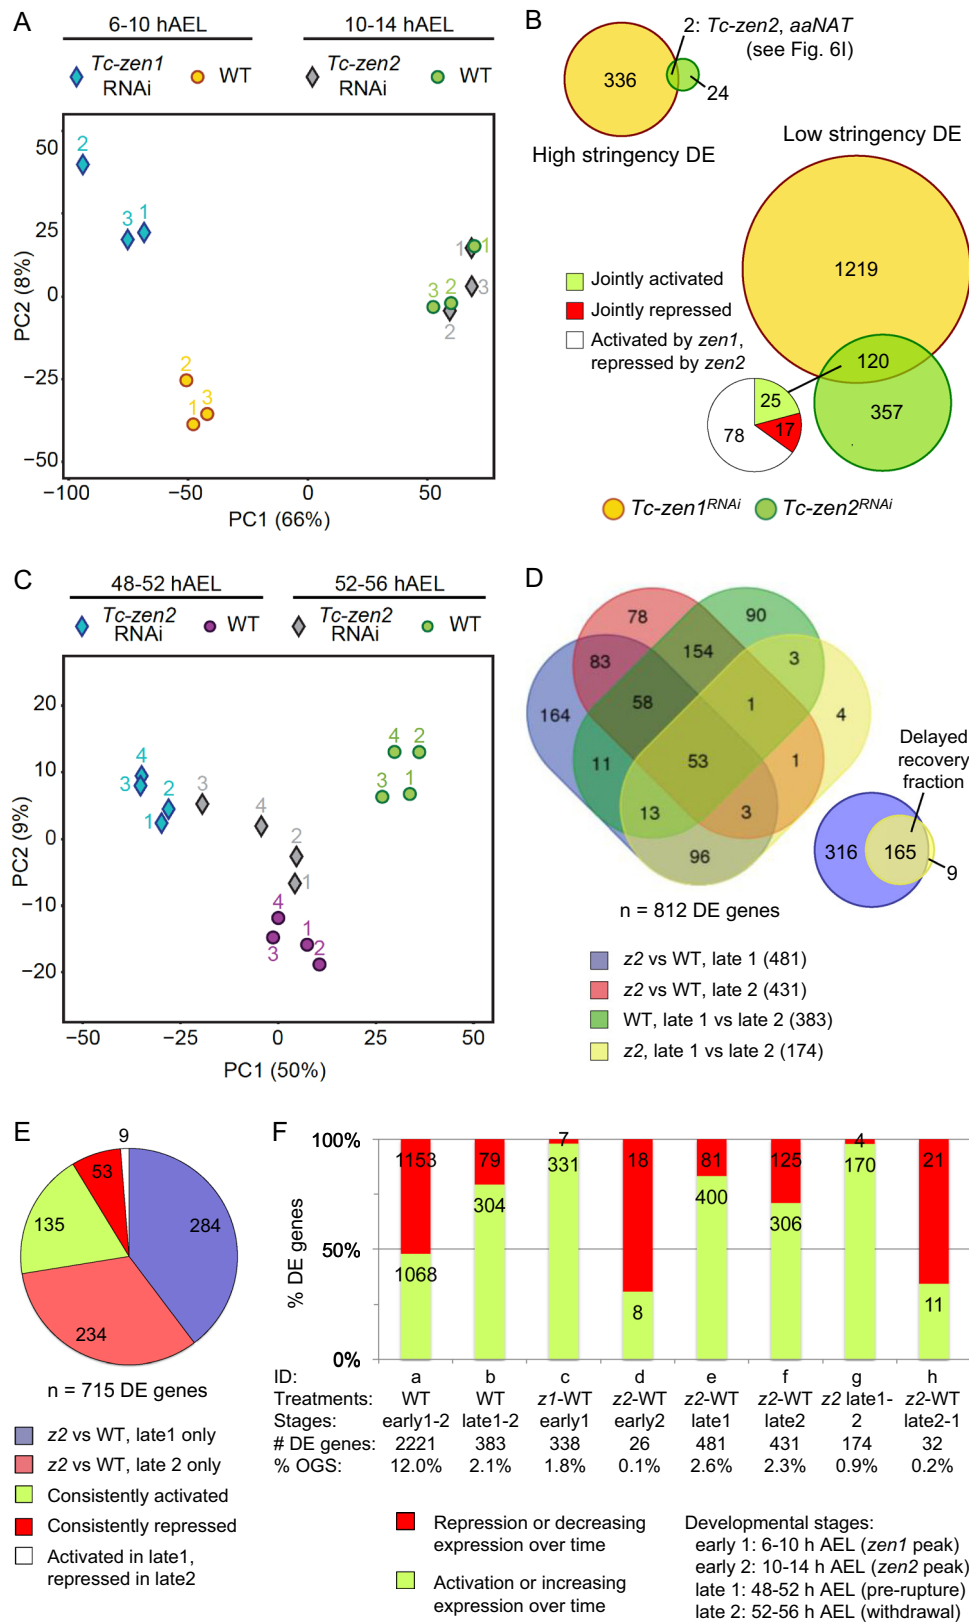 A
6-10 hAEL
10-14 hAEL
Tc-zen1 RNAi
WT
Tc-zen2 RNAi
WT
50
25
0
−25
−50
PC2 (8%)
−100
−50
0
50
PC1 (66%)
2
3
1
2
1
3
3
2
1
1
3
2
B
2: Tc-zen2, aaNAT
(see Fig. 6I)
336
24
High stringency DE
Low stringency DE
1219
120
357
Jointly activated
Jointly repressed
Activated by zen1,
repressed by zen2
25
17
78
Tc-zen1RNAi
Tc-zen2RNAi
C
48-52 hAEL
52-56 hAEL
Tc-zen2 RNAi
WT
Tc-zen2 RNAi
WT
20
10
0
−10
−20
PC2 (9%)
−50
−25
0
25
50
PC1 (50%)
4
3
2
1
3
4
2
1
4
3
1
2
4
2
3
1
D
78
90
83
154
3
164
58
1
4
11
53
1
13
3
96
Delayed
recovery
fraction
316
165
9
n = 812 DE genes
z2 vs WT, late 1 (481)
z2 vs WT, late 2 (431)
WT, late 1 vs late 2 (383)
z2, late 1 vs late 2 (174)
E
9
53
135
284
234
n = 715 DE genes
z2 vs WT, late1 only
z2 vs WT, late 2 only
Consistently activated
Consistently repressed
Activated in late1,
repressed in late2
F
100%
50%
0%
% DE genes
1153 79 7 18 81 125 4 21
1068 304 331 8 400 306 170 11
ID: a b c d e f g h
Treatments: WT WT z1-WT z2-WT z2-WT z2-WT z2 late1- z2-WT
Stages: early1-2 late1-2 early1 early2 late1 late2 2 late2-1
# DE genes: 2221 383 338 26 481 431 174 32
% OGS: 12.0% 2.1% 1.8% 0.1% 2.6% 2.3% 0.9% 0.2%
Repression or decreasing
expression over time
Activation or increasing
expression over time
Developmental stages:
early 1: 6-10 h AEL (zen1 peak)
early 2: 10-14 h AEL (zen2 peak)
late 1: 48-52 h AEL (pre-rupture)
late 2: 52-56 h AEL (withdrawal)